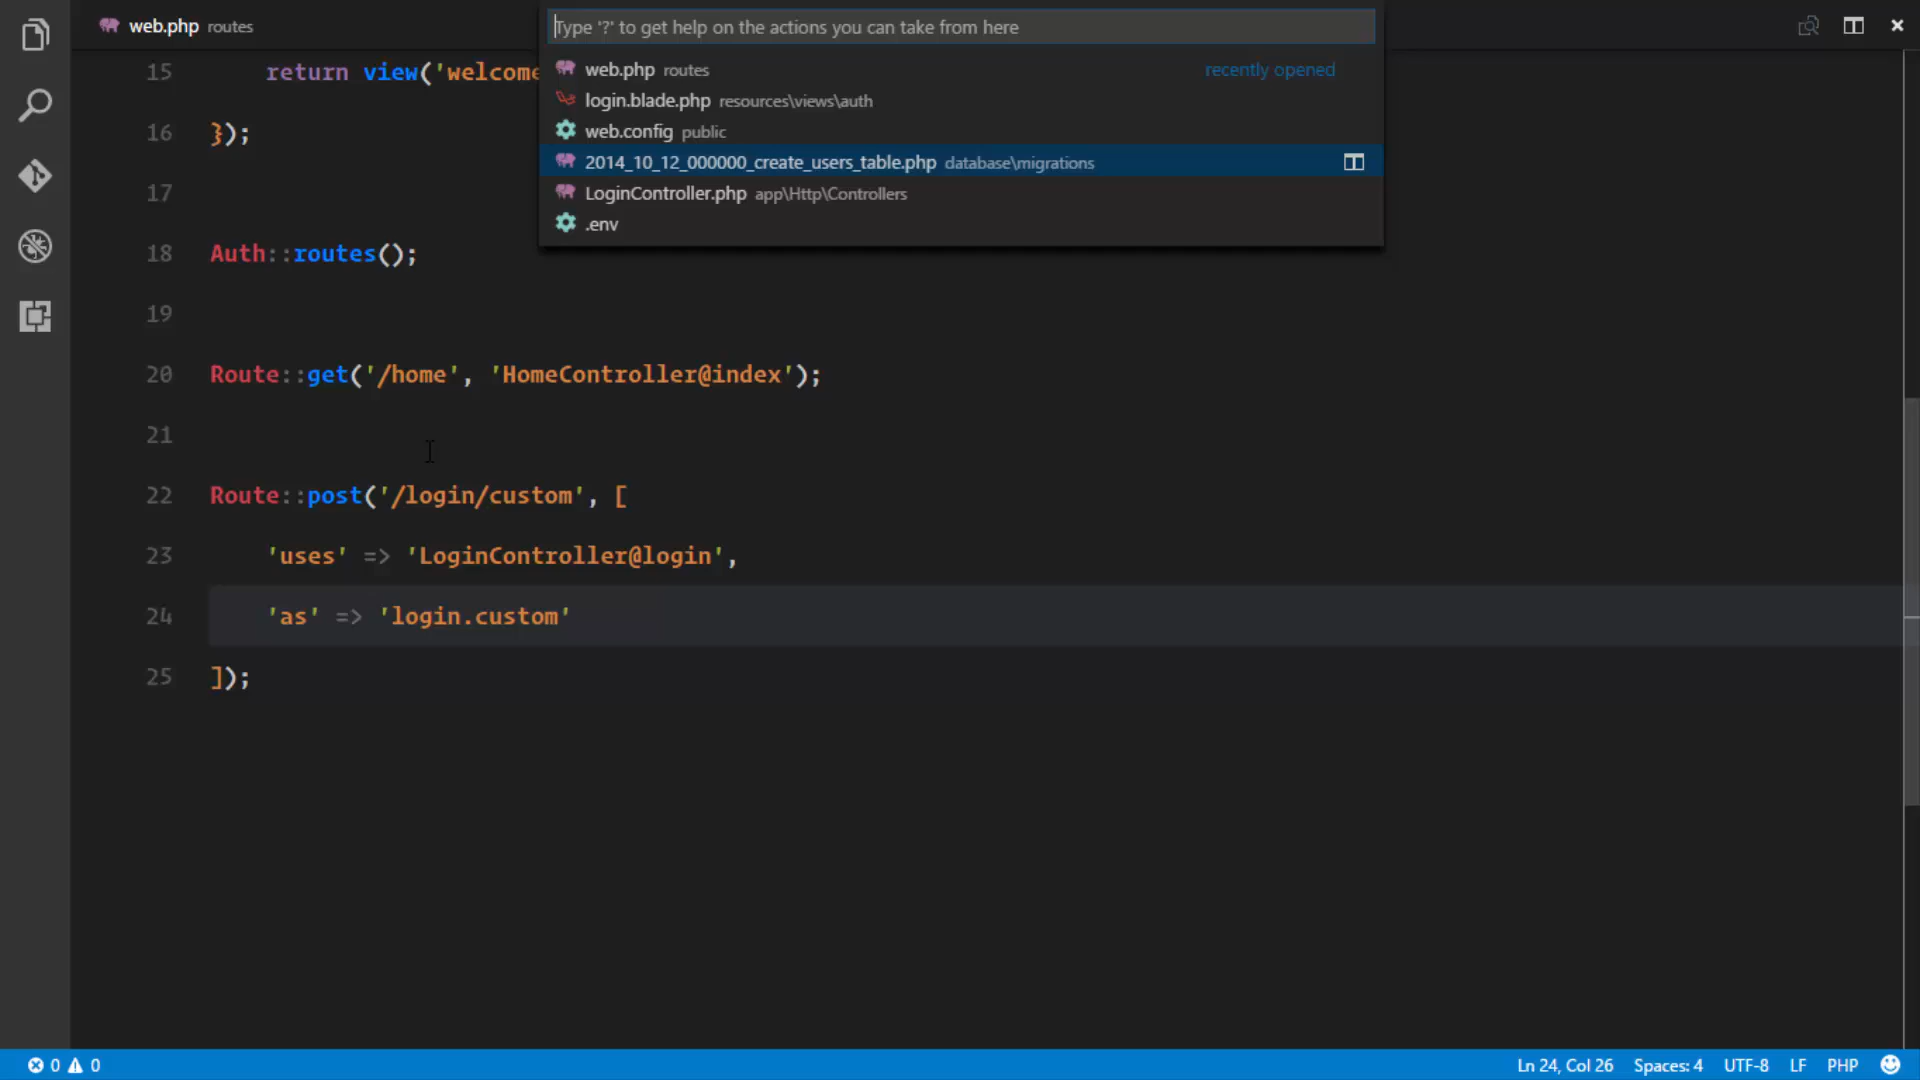 web.php routes
Type '?' to get help on the actions you can take from here
web.php routes recently opened
login.blade.php resources\views\auth
web.config public
2014_10_12_000000_create_users_table.php database\migrations
LoginController.php app\Http\Controllers
.env
15 return view('welcome
16 });
17
18 Auth::routes();
19
20 Route::get('/home', 'HomeController@index');
21
22 Route::post('/login/custom', [
23 'uses' => 'LoginController@login',
24 'as' => 'login.custom'
25 ]);
0 0 Ln 24, Col 26 Spaces: 4 UTF-8 LF PHP